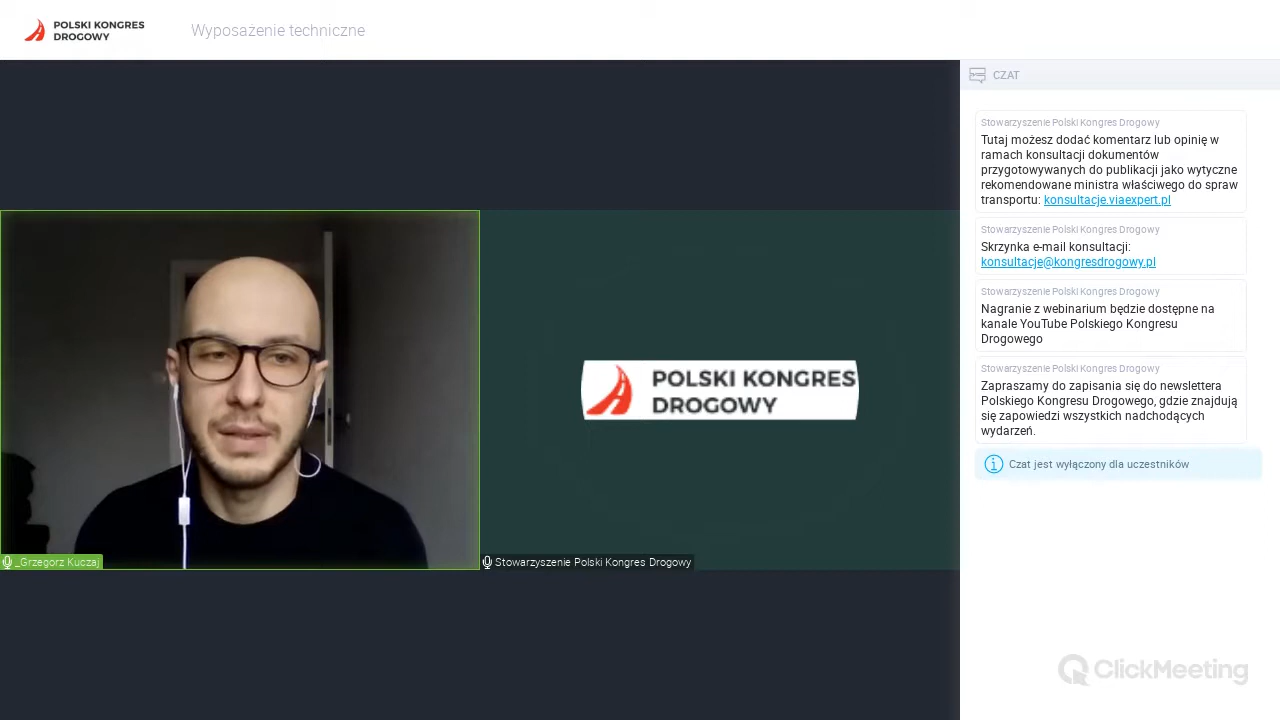 POLSKI KONGRES
DROGOWY
Wyposażenie techniczne
CZAT
Stowarzyszenie Polski Kongres Drogowy
Tutaj możesz dodać komentarz lub opinię w
ramach konsultacji dokumentów
przygotowywanych do publikacji jako wytyczne
rekomendowane ministra właściwego do spraw
transportu: konsultacje.viaexpert.pl
Stowarzyszenie Polski Kongres Drogowy
Skrzynka e-mail konsultacji:
konsultacje@kongresdrogowy.pl
Stowarzyszenie Polski Kongres Drogowy
Nagranie z webinarium będzie dostępne na
kanale YouTube Polskiego Kongresu
Drogowego
Stowarzyszenie Polski Kongres Drogowy
Zapraszamy do zapisania się do newslettera
Polskiego Kongresu Drogowego, gdzie znajdują
się zapowiedzi wszystkich nadchodzących
wydarzeń.
Czat jest wyłączony dla uczestników
POLSKI KONGRES
DROGOWY
_Grzegorz Kuczaj
Stowarzyszenie Polski Kongres Drogowy
ClickMeeting